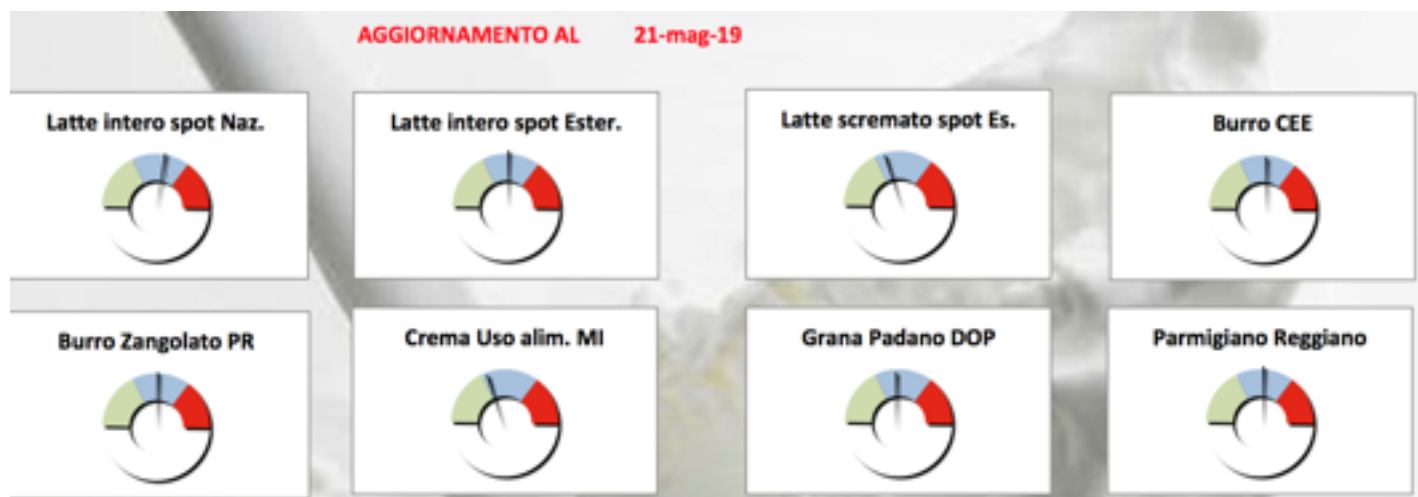 AGGIORNAMENTO AL 21-mag-19
Latte intero spot Naz.
Latte intero spot Ester.
Latte scremato spot Es.
Burro CEE
Burro Zangolato PR
Crema Uso alim. MI
Grana Padano DOP
Parmigiano Reggiano